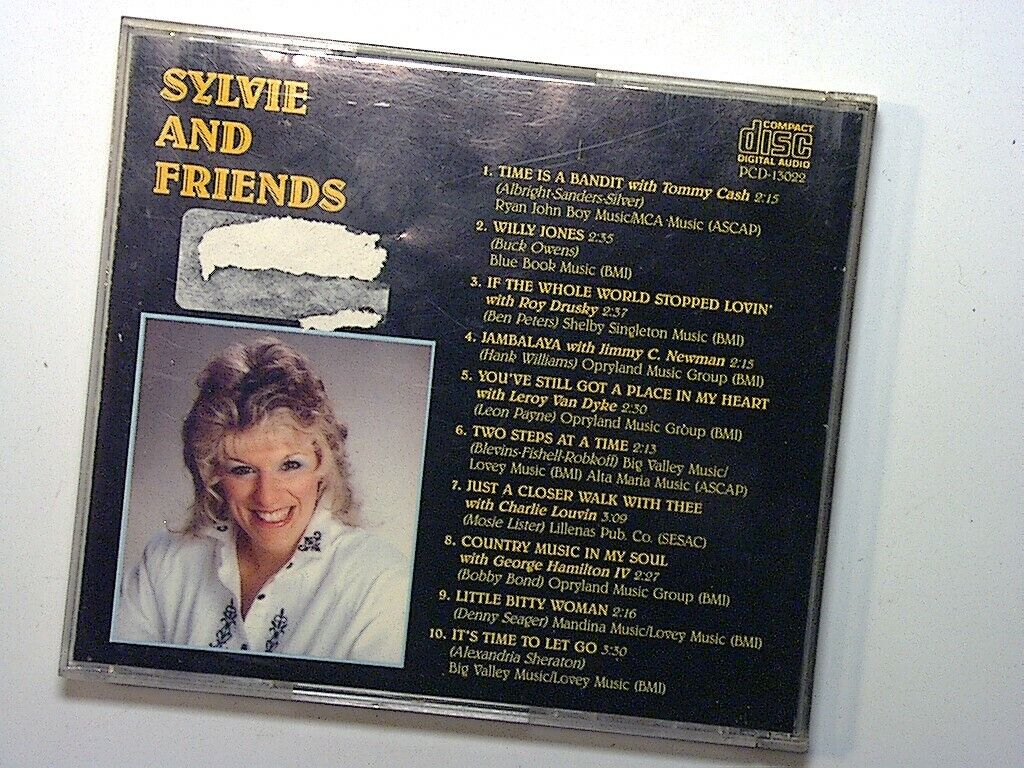 SYLVIE
AND
FRIENDS
COMPACT
disc
DIGITAL AUDIO
PCD-13022
1. TIME IS A BANDIT with Tommy Cash 2:15
(Albright-Sanders-Silver)
Ryan John Boy Music/MCA Music (ASCAP)
2. WILLY JONES 2:35
(Buck Owens)
Blue Book Music (BMI)
3. IF THE WHOLE WORLD STOPPED LOVIN'
with Roy Drusky 2:37
(Ben Peters) Shelby Singleton Music (BMI)
4. JAMBALAYA with Jimmy C. Newman 2:15
(Hank Williams) Opryland Music Group (BMI)
5. YOU'VE STILL GOT A PLACE IN MY HEART
with Leroy Van Dyke 2:30
(Leon Payne) Opryland Music Group (BMI)
6. TWO STEPS AT A TIME 2:13
(Blevins-Fishell-Robkoff) Big Valley Music/
Lovey Music (BMI) Alta Maria Music (ASCAP)
7. JUST A CLOSER WALK WITH THEE
with Charlie Louvin 3:09
(Mosie Lister) Lillenas Pub. Co. (SESAC)
8. COUNTRY MUSIC IN MY SOUL
with George Hamilton IV 2:27
(Bobby Bond) Opryland Music Group (BMI)
9. LITTLE BITTY WOMAN 2:16
(Denny Seager) Mandina Music/Lovey Music (BMI)
10. IT'S TIME TO LET GO 3:30
(Alexandria Sheraton)
Big Valley Music/Lovey Music (BMI)